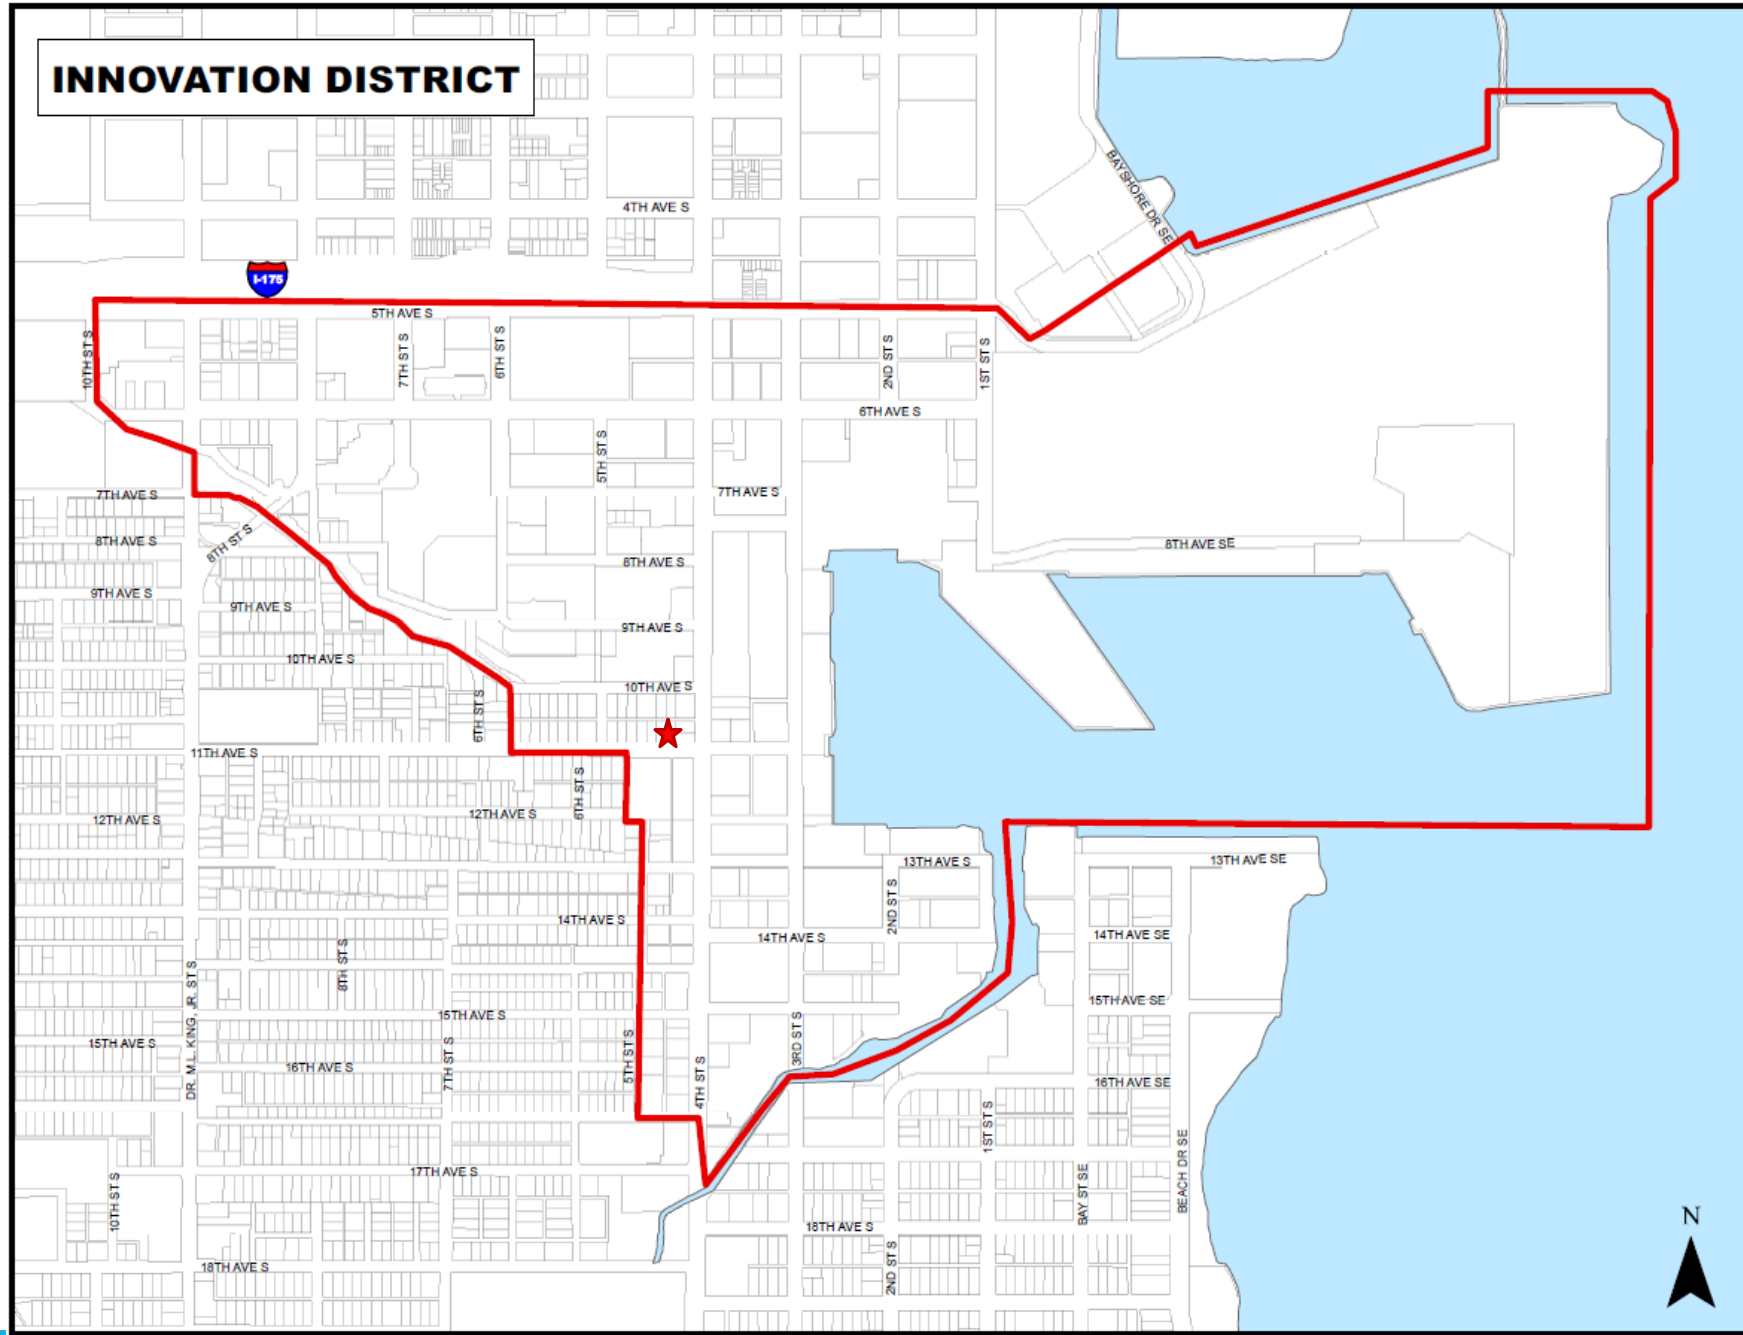 INNOVATION DISTRICT
BAYSHORE DR SE
4TH AVE S
I-175
5TH AVE S
10TH ST S
7TH ST S
6TH ST S
2ND ST S
1ST ST S
6TH AVE S
5TH ST S
7TH AVE S
7TH AVE S
8TH ST S
8TH AVE S
8TH AVE SE
8TH AVE S
9TH AVE S
9TH AVE S
9TH AVE S
10TH AVE S
10TH AVE S
6TH ST S
11TH AVE S
6TH ST S
12TH AVE S
12TH AVE S
13TH AVE S
13TH AVE SE
2ND ST S
14TH AVE S
14TH AVE S
14TH AVE SE
8TH ST S
DR. M.L. KING, JR. ST S
15TH AVE SE
15TH AVE S
15TH AVE S
3RD ST S
5TH ST S
7TH ST S
16TH AVE S
4TH ST S
16TH AVE SE
1ST ST S
17TH AVE S
10TH ST S
BAY ST SE
BEACH DR SE
18TH AVE S
N
2ND ST S
18TH AVE S